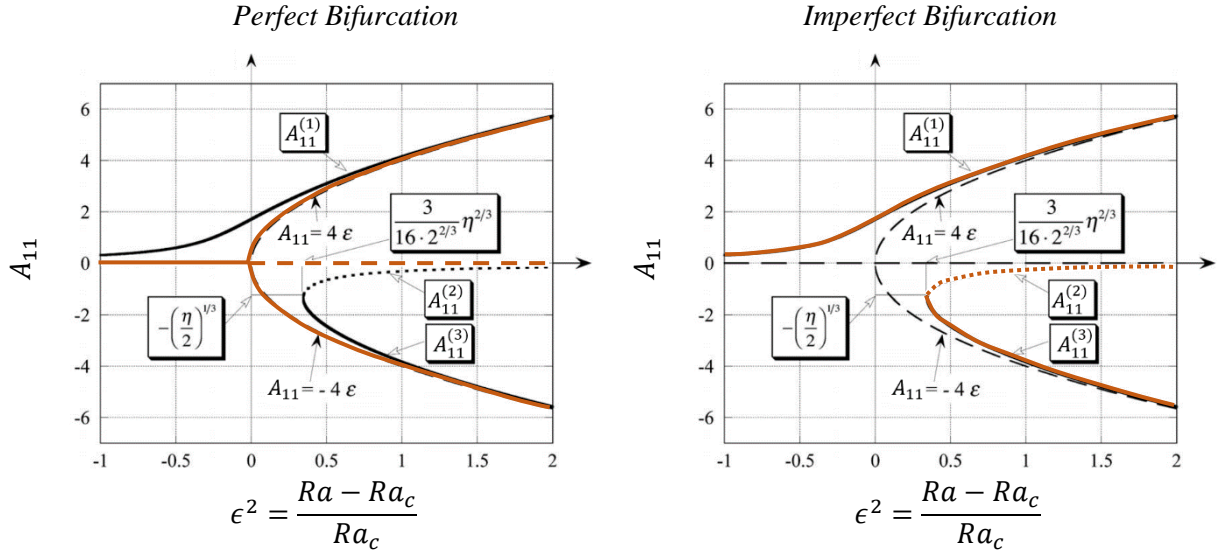 Perfect Bifurcation
A₁₁
6
4
2
0
-2
-4
-6
-1
-0.5
0
0.5
1
1.5
2
A₁₁⁽¹⁾
A₁₁ = 4 ε
3
16 · 2^{2/3} η^{2/3}
A₁₁⁽²⁾
-(η/2)^{1/3}
A₁₁⁽³⁾
A₁₁ = - 4 ε
ϵ² = Ra − Ra_c
Ra_c
Imperfect Bifurcation
A₁₁
6
4
2
0
-2
-4
-6
-1
-0.5
0
0.5
1
1.5
2
A₁₁⁽¹⁾
A₁₁ = 4 ε
3
16 · 2^{2/3} η^{2/3}
A₁₁⁽²⁾
-(η/2)^{1/3}
A₁₁⁽³⁾
A₁₁ = - 4 ε
ϵ² = Ra − Ra_c
Ra_c